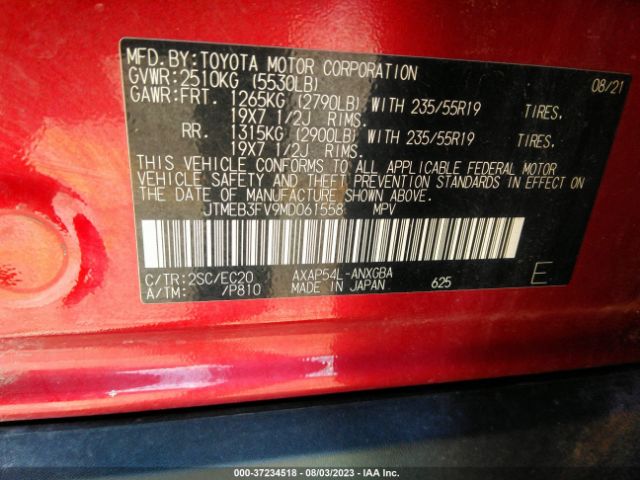 MFD.BY:TOYOTA MOTOR CORPORATION 08/21
GVWR:2510KG (5530LB)
GAWR:FRT. 1265KG (2790LB) WITH 235/55R19 TIRES.
19X7 1/2J RIMS.
RR. 1315KG (2900LB) WITH 235/55R19 TIRES.
19X7 1/2J RIMS.
THIS VEHICLE CONFORMS TO ALL APPLICABLE FEDERAL MOTOR
VEHICLE SAFETY, BUMPER AND THEFT PREVENTION STANDARDS IN EFFECT
ON THE DATE OF MANUFACTURE SHOWN ABOVE.
JTMEB3FV9MD061558 MPV
C/TR:2SC/EC20 AXAP54L-ANXGBA E
A/TM: /P810 MADE IN JAPAN 625
000-37234518 - 08/03/2023 - IAA Inc.